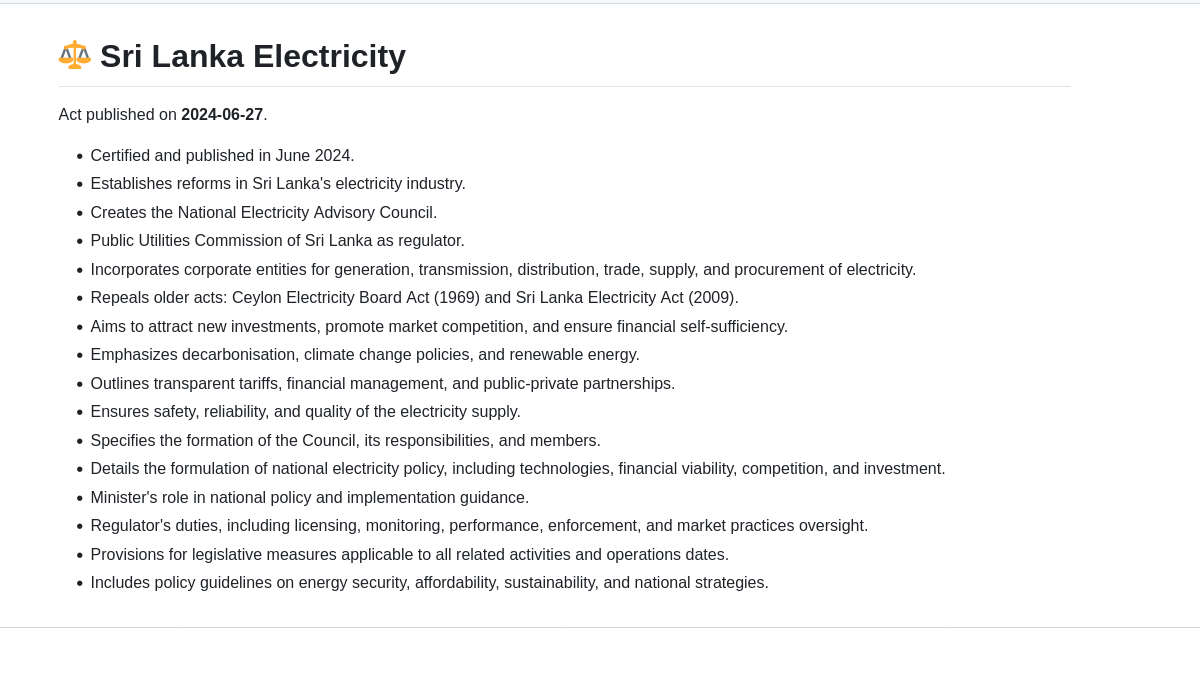 ⚖️ Sri Lanka Electricity
Act published on 2024-06-27.
• Certified and published in June 2024.
• Establishes reforms in Sri Lanka's electricity industry.
• Creates the National Electricity Advisory Council.
• Public Utilities Commission of Sri Lanka as regulator.
• Incorporates corporate entities for generation, transmission, distribution, trade, supply, and procurement of electricity.
• Repeals older acts: Ceylon Electricity Board Act (1969) and Sri Lanka Electricity Act (2009).
• Aims to attract new investments, promote market competition, and ensure financial self-sufficiency.
• Emphasizes decarbonisation, climate change policies, and renewable energy.
• Outlines transparent tariffs, financial management, and public-private partnerships.
• Ensures safety, reliability, and quality of the electricity supply.
• Specifies the formation of the Council, its responsibilities, and members.
• Details the formulation of national electricity policy, including technologies, financial viability, competition, and investment.
• Minister's role in national policy and implementation guidance.
• Regulator's duties, including licensing, monitoring, performance, enforcement, and market practices oversight.
• Provisions for legislative measures applicable to all related activities and operations dates.
• Includes policy guidelines on energy security, affordability, sustainability, and national strategies.